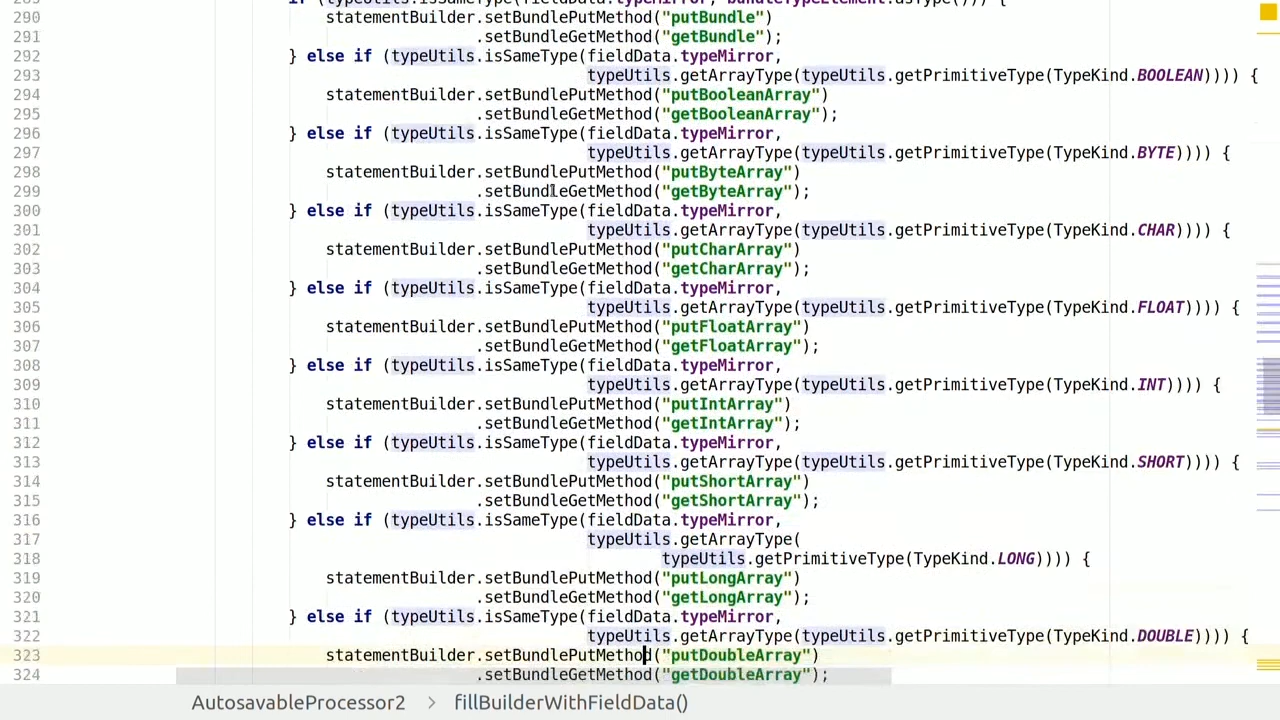 289 if (typeUtils.isSameType(fieldData.typeMirror, bundleTypeElement.asType())) {
290 statementBuilder.setBundlePutMethod("putBundle")
291 .setBundleGetMethod("getBundle");
292 } else if (typeUtils.isSameType(fieldData.typeMirror,
293 typeUtils.getArrayType(typeUtils.getPrimitiveType(TypeKind.BOOLEAN)))) {
294 statementBuilder.setBundlePutMethod("putBooleanArray")
295 .setBundleGetMethod("getBooleanArray");
296 } else if (typeUtils.isSameType(fieldData.typeMirror,
297 typeUtils.getArrayType(typeUtils.getPrimitiveType(TypeKind.BYTE)))) {
298 statementBuilder.setBundlePutMethod("putByteArray")
299 .setBundleGetMethod("getByteArray");
300 } else if (typeUtils.isSameType(fieldData.typeMirror,
301 typeUtils.getArrayType(typeUtils.getPrimitiveType(TypeKind.CHAR)))) {
302 statementBuilder.setBundlePutMethod("putCharArray")
303 .setBundleGetMethod("getCharArray");
304 } else if (typeUtils.isSameType(fieldData.typeMirror,
305 typeUtils.getArrayType(typeUtils.getPrimitiveType(TypeKind.FLOAT)))) {
306 statementBuilder.setBundlePutMethod("putFloatArray")
307 .setBundleGetMethod("getFloatArray");
308 } else if (typeUtils.isSameType(fieldData.typeMirror,
309 typeUtils.getArrayType(typeUtils.getPrimitiveType(TypeKind.INT)))) {
310 statementBuilder.setBundlePutMethod("putIntArray")
311 .setBundleGetMethod("getIntArray");
312 } else if (typeUtils.isSameType(fieldData.typeMirror,
313 typeUtils.getArrayType(typeUtils.getPrimitiveType(TypeKind.SHORT)))) {
314 statementBuilder.setBundlePutMethod("putShortArray")
315 .setBundleGetMethod("getShortArray");
316 } else if (typeUtils.isSameType(fieldData.typeMirror,
317 typeUtils.getArrayType(
318 typeUtils.getPrimitiveType(TypeKind.LONG)))) {
319 statementBuilder.setBundlePutMethod("putLongArray")
320 .setBundleGetMethod("getLongArray");
321 } else if (typeUtils.isSameType(fieldData.typeMirror,
322 typeUtils.getArrayType(typeUtils.getPrimitiveType(TypeKind.DOUBLE)))) {
323 statementBuilder.setBundlePutMethod("putDoubleArray")
324 .setBundleGetMethod("getDoubleArray");
AutosavableProcessor2 > fillBuilderWithFieldData()